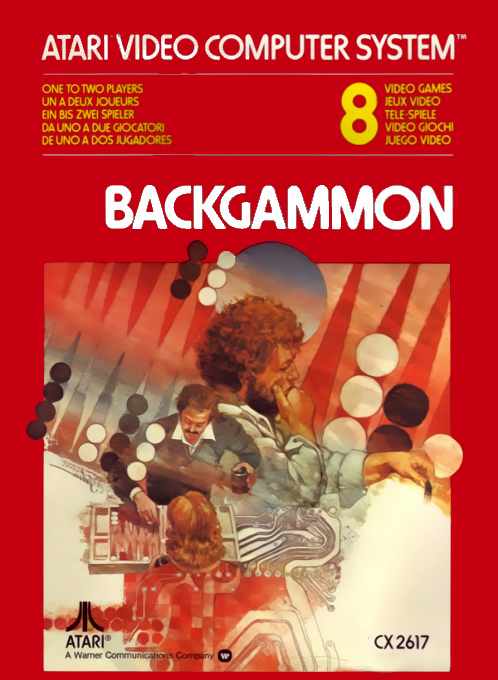 ATARI VIDEO COMPUTER SYSTEM™
ONE TO TWO PLAYERS
UN A DEUX JOUEURS
EIN BIS ZWEI SPIELER
DA UNO A DUE GIOCATORI
DE UNO A DOS JUGADORES
8
VIDEO GAMES
JEUX VIDEO
TELE-SPIELE
VIDEO GIOCHI
JUEGO VIDEO
BACKGAMMON
ATARI®
A Warner Communications Company
CX2617